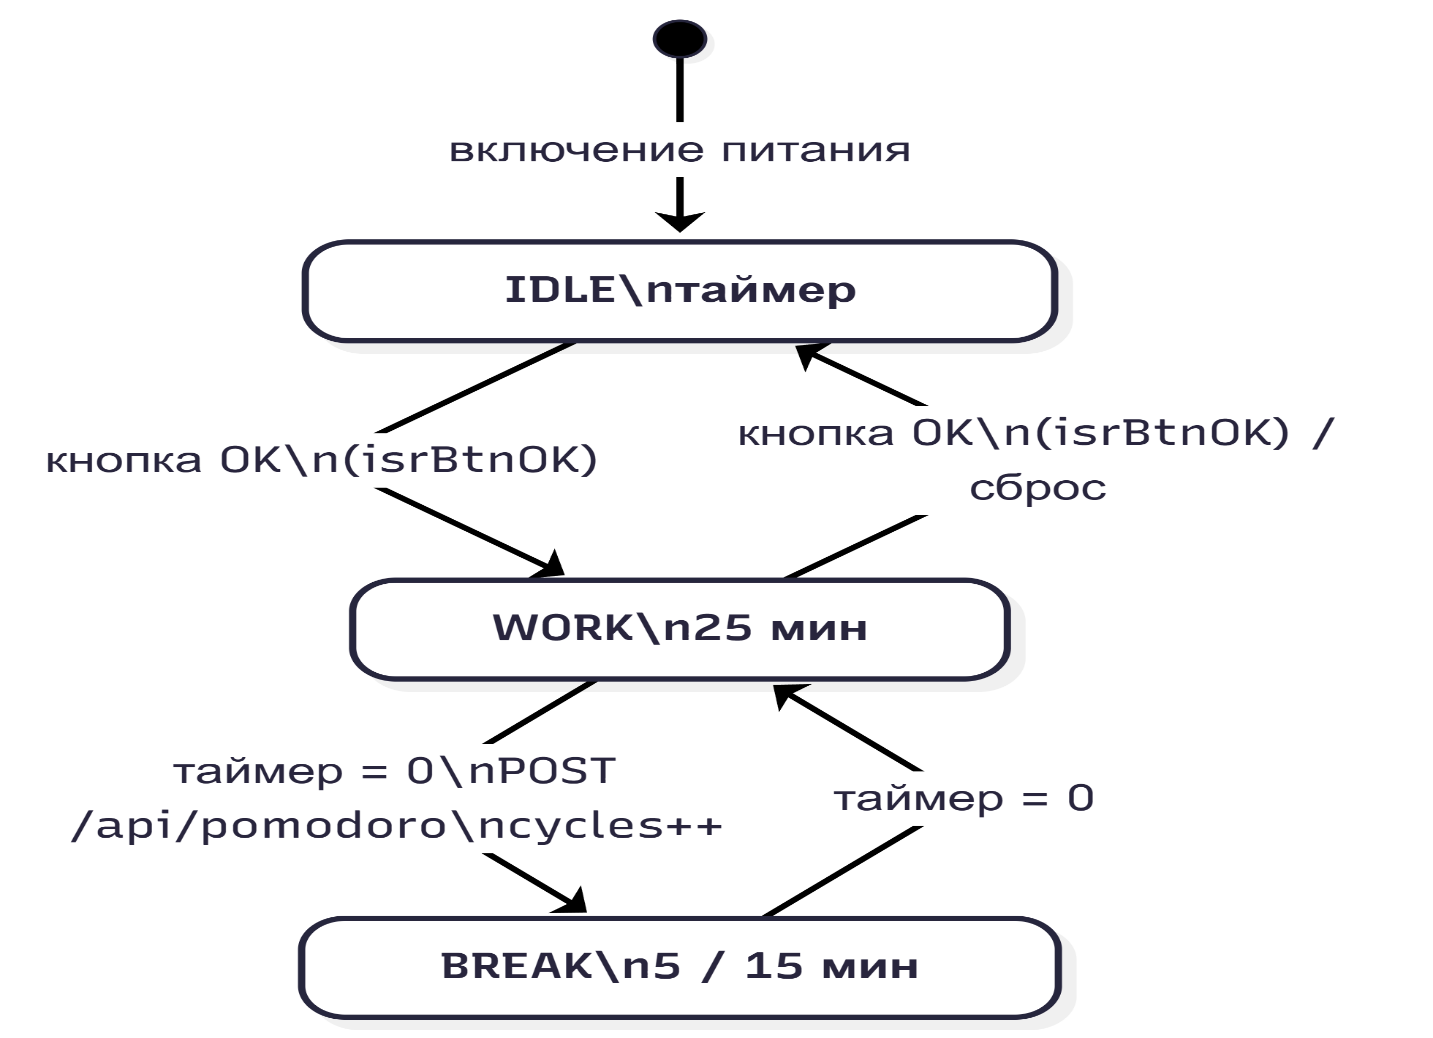 включение питания
IDLE\nтаймер
кнопка OK\n(isrBtnOK)
кнопка OK\n(isrBtnOK) /
сброс
WORK\n25 мин
таймер = 0\nPOST
/api/pomodoro\ncycles++
таймер = 0
BREAK\n5 / 15 мин